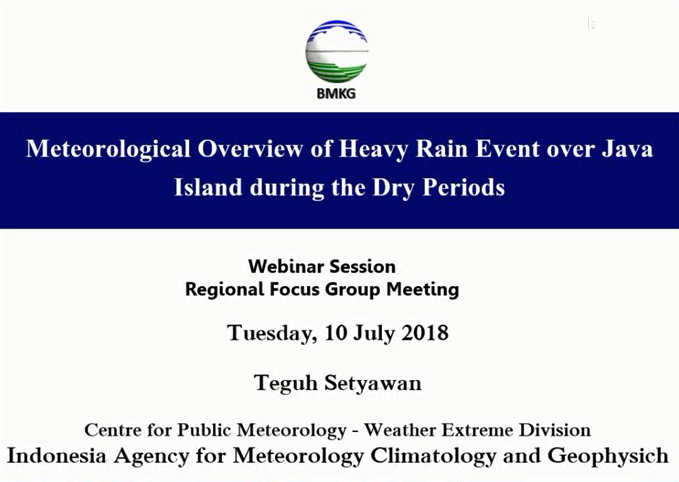 BMKG
Meteorological Overview of Heavy Rain Event over Java
Island during the Dry Periods
Webinar Session
Regional Focus Group Meeting
Tuesday, 10 July 2018
Teguh Setyawan
Centre for Public Meteorology - Weather Extreme Division
Indonesia Agency for Meteorology Climatology and Geophysich